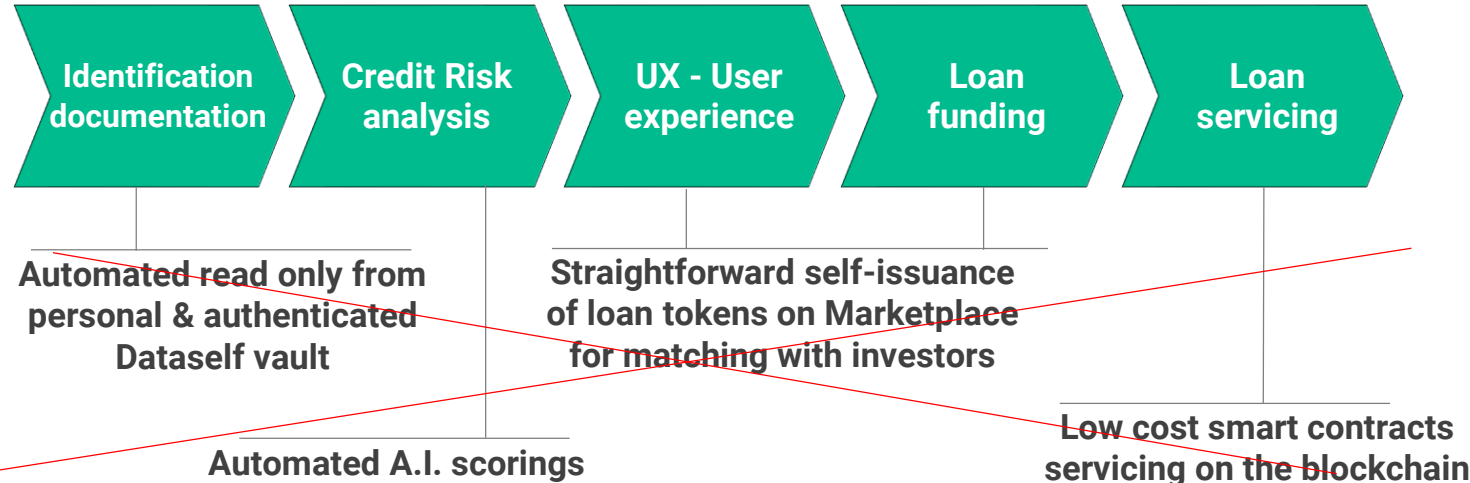 Identification
documentation
Credit Risk
analysis
UX - User
experience
Loan
funding
Loan
servicing
Automated read only from
personal & authenticated
Dataself vault
Straightforward self-issuance
of loan tokens on Marketplace
for matching with investors
Automated A.I. scorings
Low cost smart contracts
servicing on the blockchain